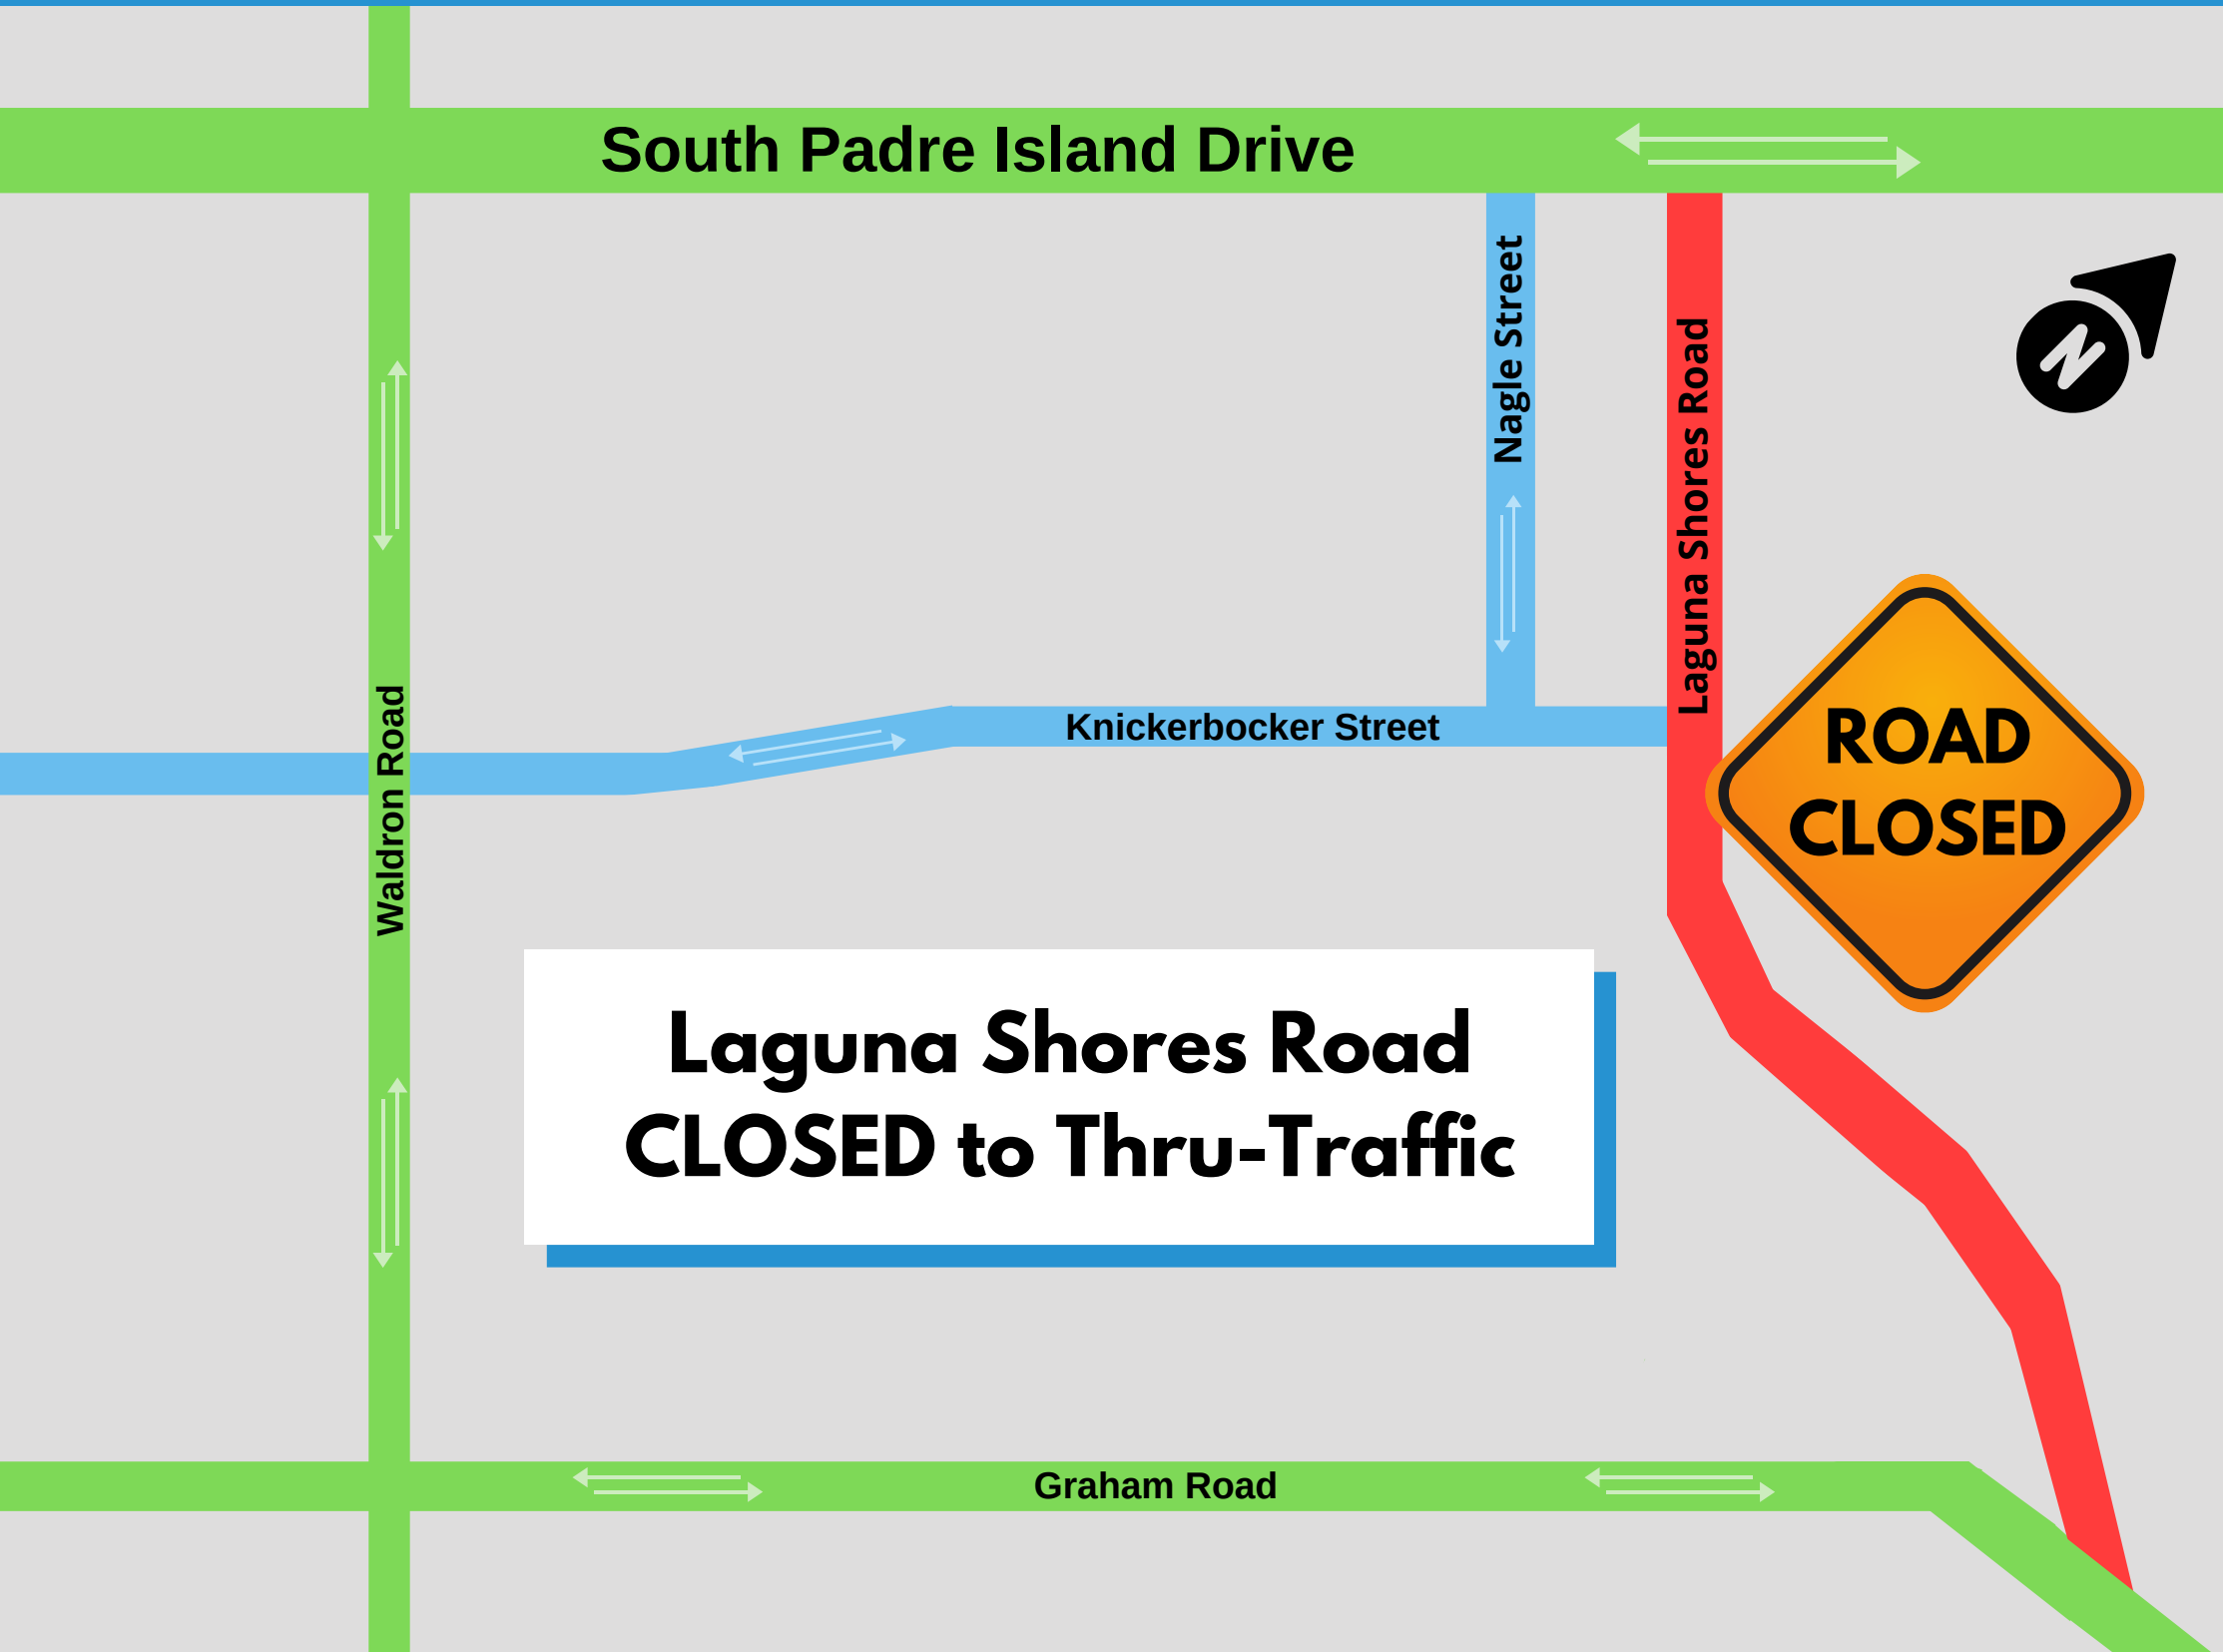 South Padre Island Drive
Nagle Street
Laguna Shores Road
N
ROAD
CLOSED
Waldron Road
Knickerbocker Street
Laguna Shores Road
CLOSED to Thru-Traffic
Graham Road